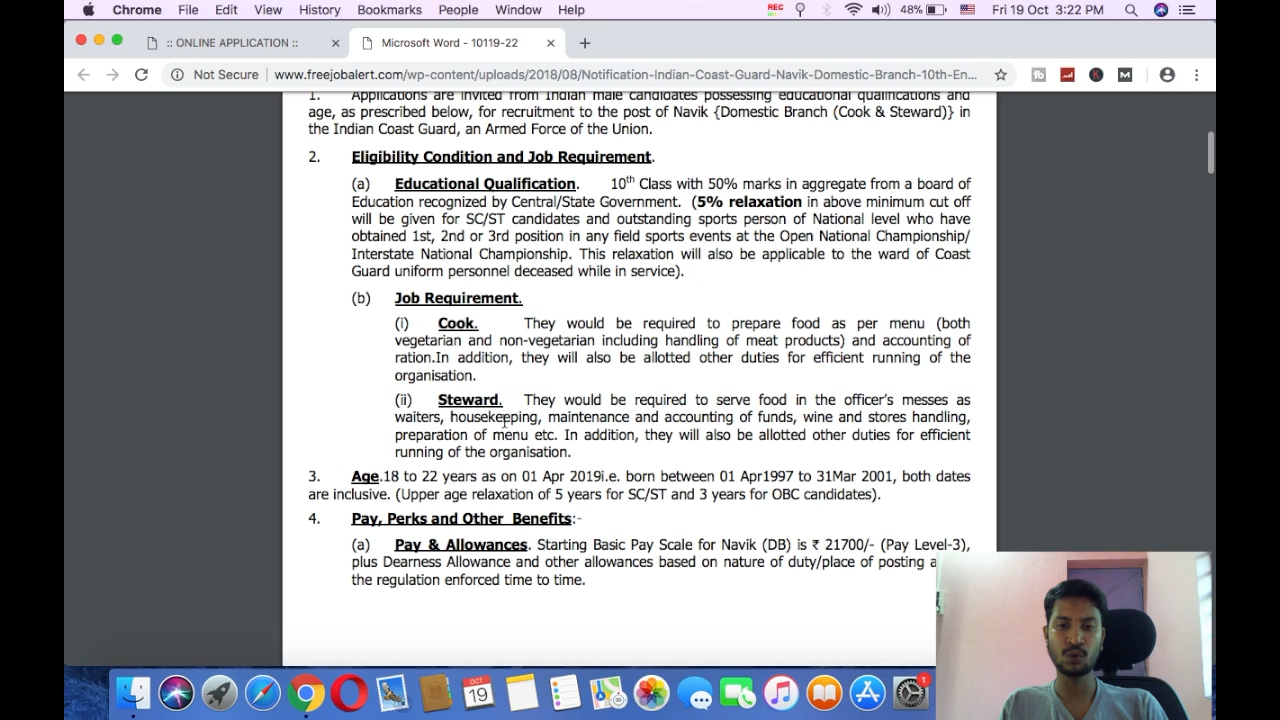 Chrome File Edit View History Bookmarks People Window Help REC 48% Fri 19 Oct 3:22 PM
:: ONLINE APPLICATION :: × Microsoft Word - 10119-22 × +
Not Secure | www.freejobalert.com/wp-content/uploads/2018/08/Notification-Indian-Coast-Guard-Navik-Domestic-Branch-10th-En...
1. Applications are invited from Indian male candidates possessing educational qualifications and
age, as prescribed below, for recruitment to the post of Navik {Domestic Branch (Cook & Steward)} in
the Indian Coast Guard, an Armed Force of the Union.
2. Eligibility Condition and Job Requirement.
(a) Educational Qualification. 10th Class with 50% marks in aggregate from a board of
Education recognized by Central/State Government. (5% relaxation in above minimum cut off
will be given for SC/ST candidates and outstanding sports person of National level who have
obtained 1st, 2nd or 3rd position in any field sports events at the Open National Championship/
Interstate National Championship. This relaxation will also be applicable to the ward of Coast
Guard uniform personnel deceased while in service).
(b) Job Requirement.
(i) Cook. They would be required to prepare food as per menu (both
vegetarian and non-vegetarian including handling of meat products) and accounting of
ration.In addition, they will also be allotted other duties for efficient running of the
organisation.
(ii) Steward. They would be required to serve food in the officer's messes as
waiters, housekeeping, maintenance and accounting of funds, wine and stores handling,
preparation of menu etc. In addition, they will also be allotted other duties for efficient
running of the organisation.
3. Age.18 to 22 years as on 01 Apr 2019i.e. born between 01 Apr1997 to 31Mar 2001, both dates
are inclusive. (Upper age relaxation of 5 years for SC/ST and 3 years for OBC candidates).
4. Pay, Perks and Other Benefits:-
(a) Pay & Allowances. Starting Basic Pay Scale for Navik (DB) is ₹ 21700/- (Pay Level-3),
plus Dearness Allowance and other allowances based on nature of duty/place of posting
the regulation enforced time to time.
OCT
19
1